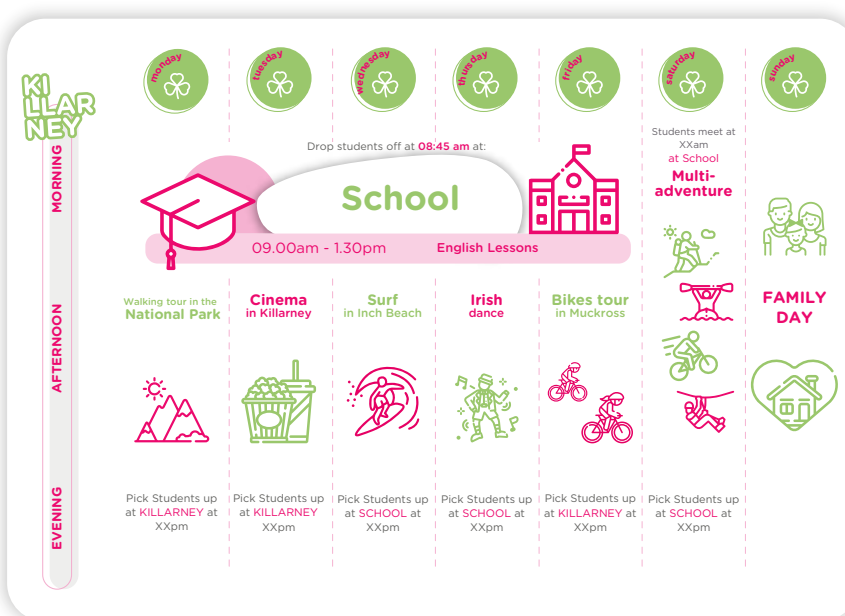 KI
LLAR
NEY
monday
tuesday
wednesday
thursday
friday
saturday
sunday
MORNING
Drop students off at 08:45 am at:
School
09.00am - 1.30pm English Lessons
Students meet at
XXam
at School
Multi-
adventure
FAMILY
DAY
AFTERNOON
Walking tour in the
National Park
Cinema
in Killarney
Surf
in Inch Beach
Irish
dance
Bikes tour
in Muckross
EVENING
Pick Students up
at KILLARNEY at
XXpm
Pick Students up
at KILLARNEY
XXpm
Pick Students up
at SCHOOL at
XXpm
Pick Students up
at SCHOOL at
XXpm
Pick Students up
at KILLARNEY at
XXpm
Pick Students up
at SCHOOL at
XXpm